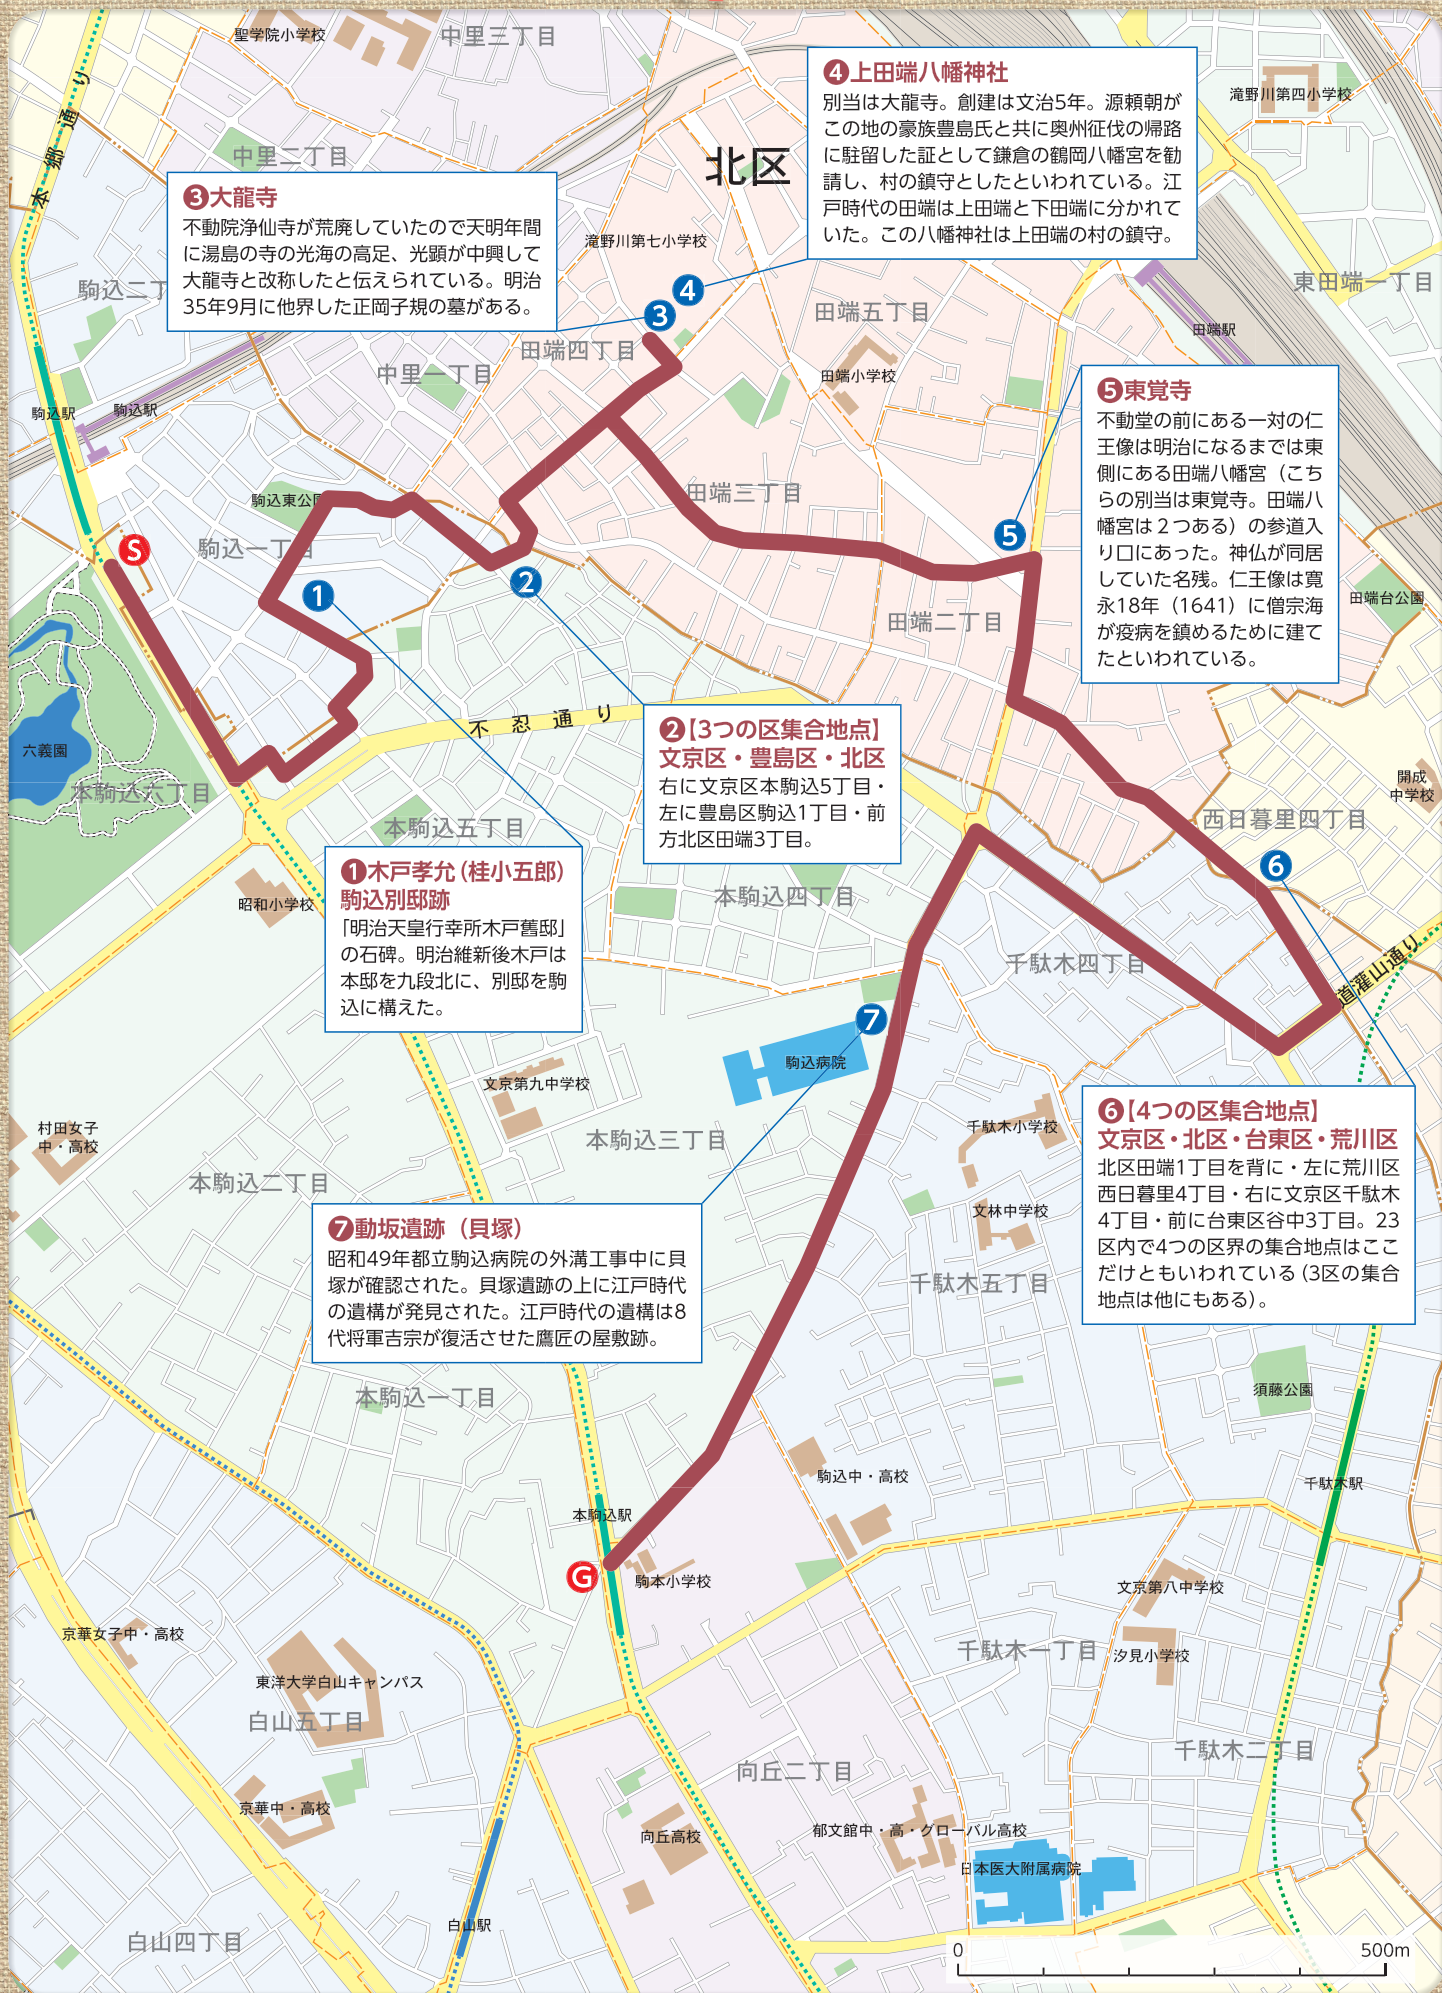 聖学院小学校
中里三丁目
本郷通り
中里二丁目
北区
滝野川第四小学校
❹上田端八幡神社
別当は大龍寺。創建は文治5年。源頼朝が
この地の豪族豊島氏と共に奥州征伐の帰路
に駐留した証として鎌倉の鶴岡八幡宮を勧
請し、村の鎮守としたといわれている。江
戸時代の田端は上田端と下田端に分かれて
いた。この八幡神社は上田端の村の鎮守。
❸大龍寺
不動院浄仙寺が荒廃していたので天明年間
に湯島の寺の光海の高足、光顕が中興して
大龍寺と改称したと伝えられている。明治
35年9月に他界した正岡子規の墓がある。
滝野川第七小学校
駒込二丁
4
3
田端四丁目
田端五丁目
東田端一丁目
田端駅
中里一丁目
田端小学校
駒込駅
駒込駅
❺東覚寺
不動堂の前にある一対の仁
王像は明治になるまでは東
側にある田端八幡宮（こち
らの別当は東覚寺。田端八
幡宮は２つある）の参道入
り口にあった。神仏が同居
していた名残。仁王像は寛
永18年（1641）に僧宗海
が疫病を鎮めるために建て
たといわれている。
駒込東公園
田端三丁目
S
駒込一丁目
1
2
5
田端二丁目
田端台公園
六義園
本駒込六丁目
不忍通り
❷【3つの区集合地点】
文京区・豊島区・北区
右に文京区本駒込5丁目・
左に豊島区駒込1丁目・前
方北区田端3丁目。
開成
中学校
西日暮里四丁目
本駒込五丁目
6
❶木戸孝允（桂小五郎）
駒込別邸跡
「明治天皇行幸所木戸舊邸」
の石碑。明治維新後木戸は
本邸を九段北に、別邸を駒
込に構えた。
昭和小学校
本駒込四丁目
千駄木四丁目
道灌山通り
7
駒込病院
文京第九中学校
村田女子
中・高校
本駒込三丁目
千駄木小学校
❻【4つの区集合地点】
文京区・北区・台東区・荒川区
北区田端1丁目を背に・左に荒川区
西日暮里4丁目・右に文京区千駄木
4丁目・前に台東区谷中3丁目。23
区内で4つの区界の集合地点はここ
だけともいわれている（3区の集合
地点は他にもある）。
本駒込二丁目
文林中学校
❼動坂遺跡（貝塚）
昭和49年都立駒込病院の外溝工事中に貝
塚が確認された。貝塚遺跡の上に江戸時代
の遺構が発見された。江戸時代の遺構は8
代将軍吉宗が復活させた鷹匠の屋敷跡。
千駄木五丁目
本駒込一丁目
須藤公園
駒込中・高校
千駄木駅
本駒込駅
G
駒本小学校
文京第八中学校
京華女子中・高校
千駄木一丁目
汐見小学校
東洋大学白山キャンパス
白山五丁目
千駄木二丁目
向丘二丁目
京華中・高校
向丘高校
郁文館中・高・グローバル高校
日本医大附属病院
白山駅
白山四丁目
0
500m